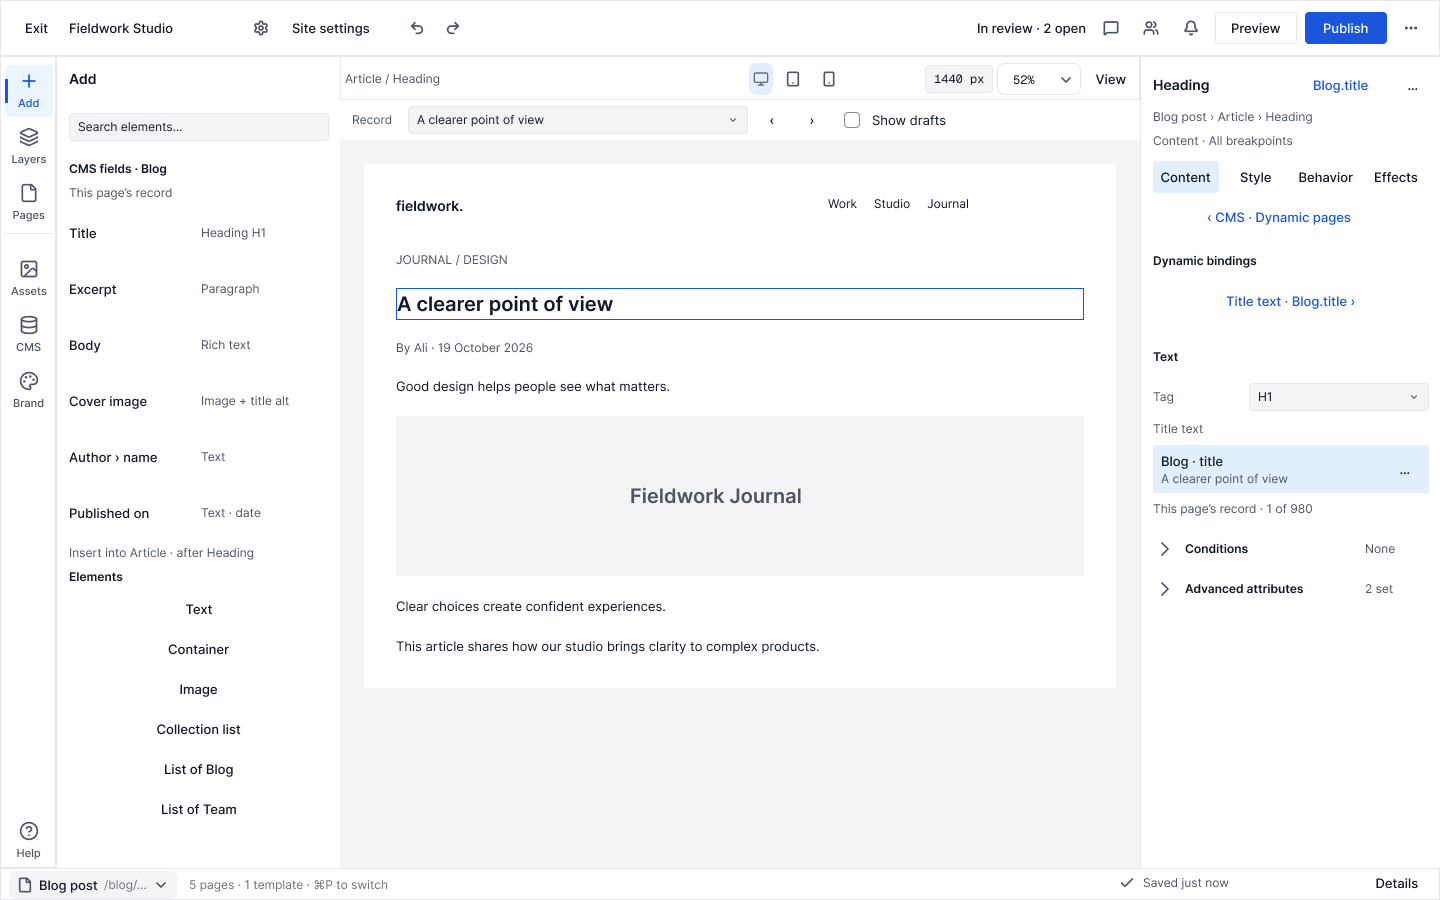 Exit
Fieldwork Studio
Site settings
In review · 2 open
Preview
Publish
Add
Layers
Pages
Assets
CMS
Brand
Help
Add
Search elements…
CMS fields · Blog
This page’s record
Title Heading H1
Excerpt Paragraph
Body Rich text
Cover image Image + title alt
Author › name Text
Published on Text · date
Insert into Article · after Heading
Elements
Text
Container
Image
Collection list
List of Blog
List of Team
Article / Heading
1440 px
52%
View
Record
A clearer point of view
‹
›
Show drafts
fieldwork.
Work Studio Journal
JOURNAL / DESIGN
A clearer point of view
By Ali · 19 October 2026
Good design helps people see what matters.
Fieldwork Journal
Clear choices create confident experiences.
This article shares how our studio brings clarity to complex products.
Heading
Blog.title
…
Blog post › Article › Heading
Content · All breakpoints
Content Style Behavior Effects
‹ CMS · Dynamic pages
Dynamic bindings
Title text · Blog.title ›
Text
Tag H1
Title text
Blog · title
A clearer point of view
…
This page’s record · 1 of 980
Conditions None
Advanced attributes 2 set
Blog post /blog/…
5 pages · 1 template · ⌘P to switch
Saved just now
Details